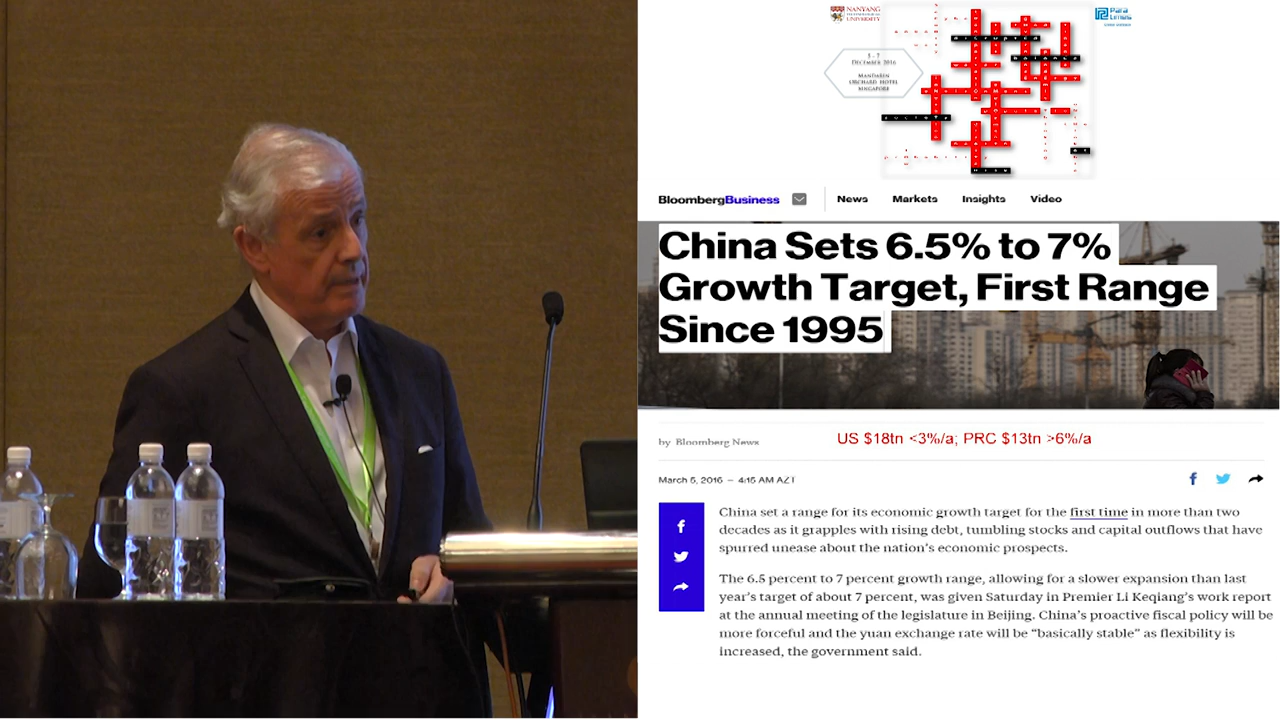 NANYANG
UNIVERSITY
Para
Limes
5 - 7
DECEMBER 2016
MANDARIN
ORCHARD HOTEL
SINGAPORE
BloombergBusiness
News Markets Insights Video
China Sets 6.5% to 7%
Growth Target, First Range
Since 1995
by Bloomberg News
US $18tn <3%/a; PRC $13tn >6%/a
March 5, 2016 – 4:15 AM AZT
China set a range for its economic growth target for the first time in more than two
decades as it grapples with rising debt, tumbling stocks and capital outflows that have
spurred unease about the nation's economic prospects.
The 6.5 percent to 7 percent growth range, allowing for a slower expansion than last
year's target of about 7 percent, was given Saturday in Premier Li Keqiang's work report
at the annual meeting of the legislature in Beijing. China's proactive fiscal policy will be
more forceful and the yuan exchange rate will be "basically stable" as flexibility is
increased, the government said.